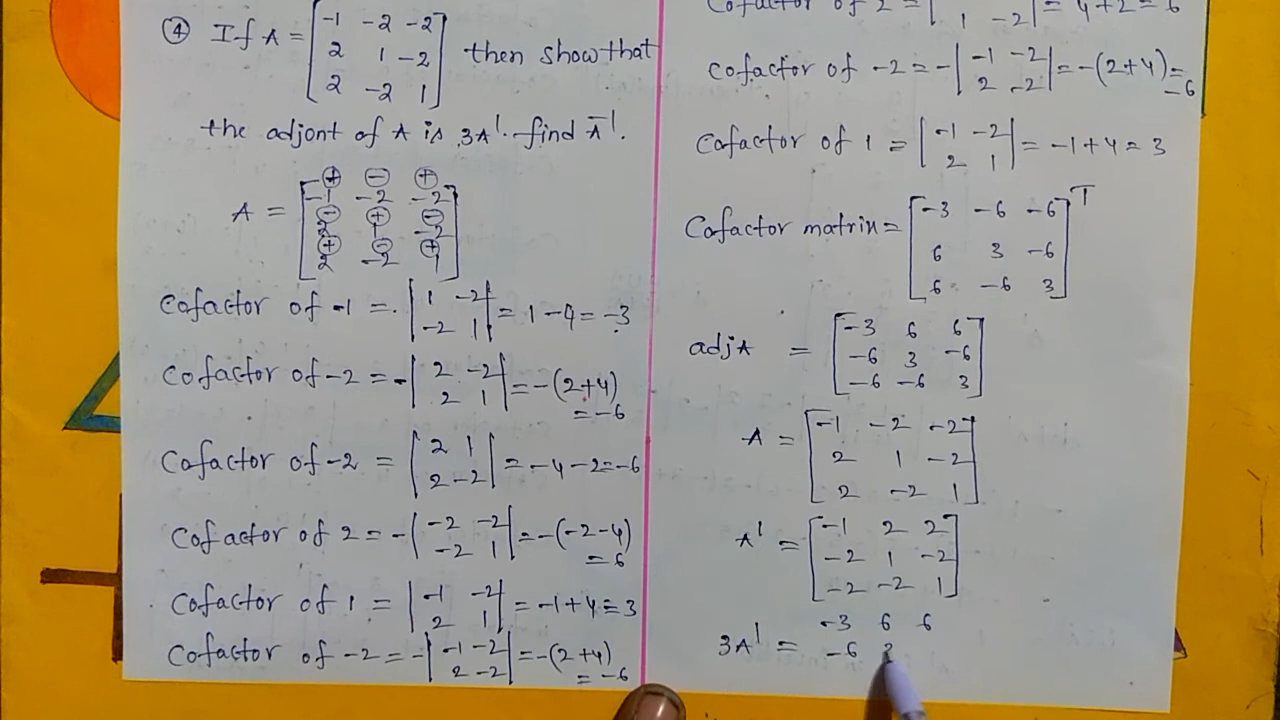 ④ If A = [-1 -2 -2
2 1 -2
2 -2 1] then show that
the adjont of A is 3A'. find A⁻¹.
A = [-1 -2 -2
2 1 -2
2 -2 1]
⊕ ⊖ ⊕
⊖ ⊕ ⊖
⊕ ⊖ ⊕
Cofactor of -1 = |1 -2
-2 1| = 1-4 = -3
Cofactor of -2 = -|2 -2
2 1| = -(2+4)
= -6
Cofactor of -2 = |2 1
2 -2| = -4-2 = -6
Cofactor of 2 = -|-2 -2
-2 1| = -(-2-4)
= 6
Cofactor of 1 = |-1 -2
2 1| = -1+4 = 3
Cofactor of -2 = -|-1 -2
2 -2| = -(2+4)
= -6
Cofactor of 2 = |
1 -2| = 4+2 = 6
Cofactor of -2 = -|-1 -2
2 -2| = -(2+4) =
-6
Cofactor of 1 = |-1 -2
2 1| = -1+4 = 3
Cofactor matrix = [-3 -6 -6
6 3 -6
6 -6 3]ᵀ
adjA = [-3 6 6
-6 3 -6
-6 -6 3]
A = [-1 -2 -2
2 1 -2
2 -2 1]
A' = [-1 2 2
-2 1 -2
-2 -2 1]
3A' = -3 6 6
-6